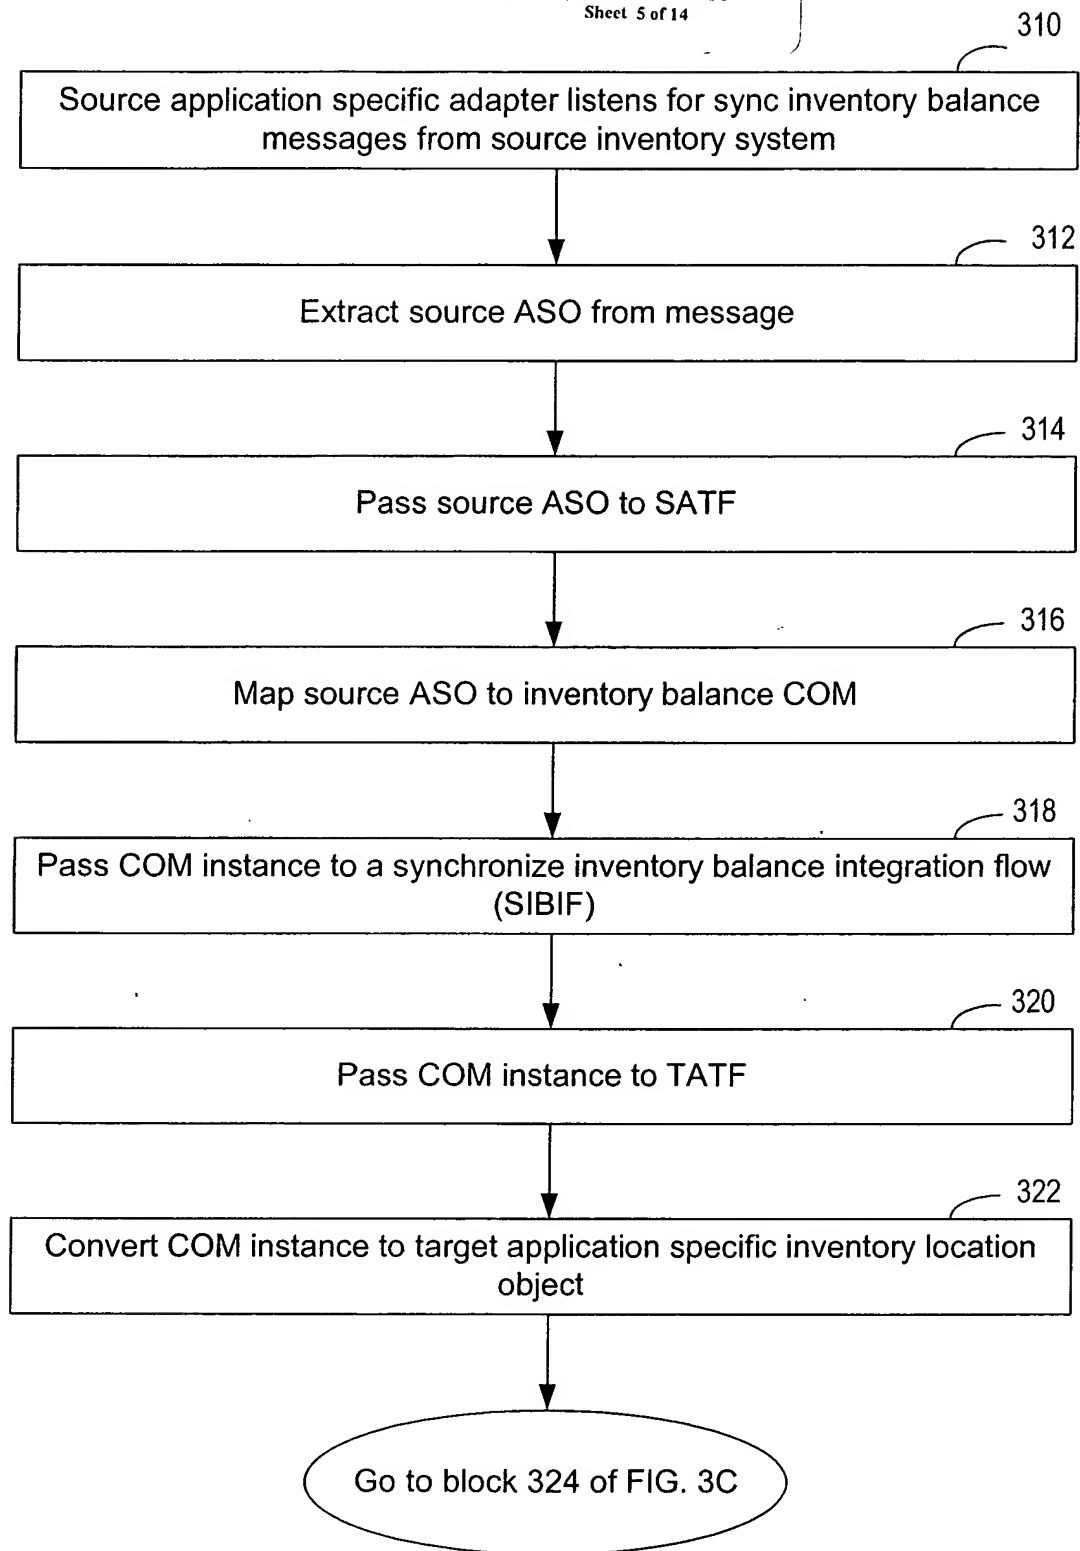 Sheet 5 of 14
310
Source application specific adapter listens for sync inventory balance
messages from source inventory system
312
Extract source ASO from message
314
Pass source ASO to SATF
316
Map source ASO to inventory balance COM
318
Pass COM instance to a synchronize inventory balance integration flow
(SIBIF)
320
Pass COM instance to TATF
322
Convert COM instance to target application specific inventory location
object
Go to block 324 of FIG. 3C